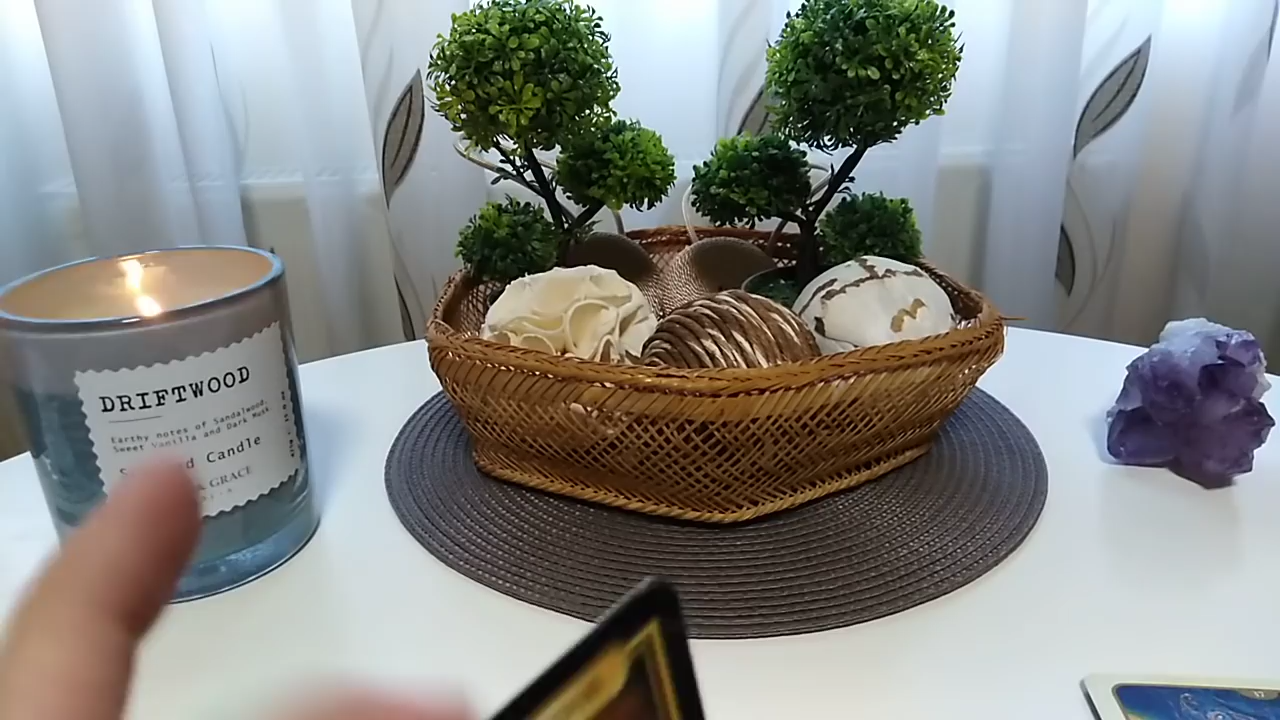 DRIFTWOOD
Earthy notes of Sandalwood,
Sweet Vanilla and Dark Musk
Candle
& GRACE